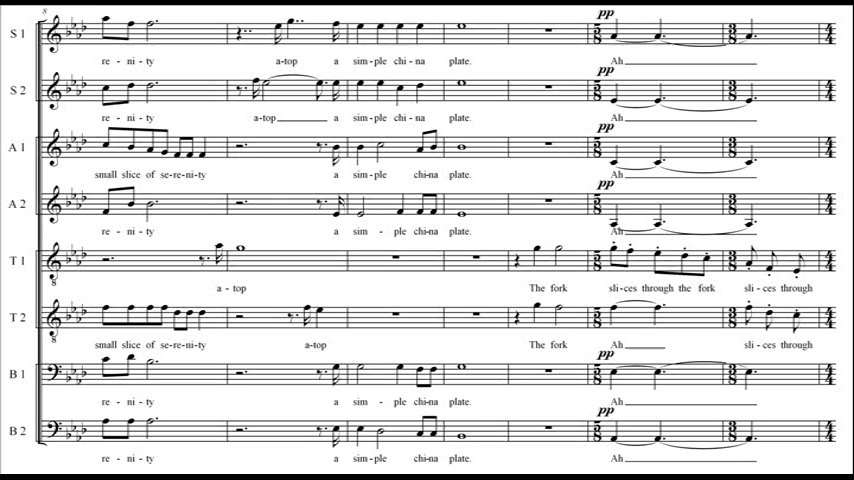 8
pp
S 1
re - ni - ty a-top a sim-ple chi-na plate. Ah
pp
S 2
re - ni - ty a-top a sim-ple chi-na plate. Ah
pp
A 1
small slice of se-re-ni-ty a sim-ple chi-na plate. Ah
pp
A 2
re - ni - ty a sim - ple chi-na plate. Ah
T 1
8
a - top The fork sli-ces through the fork sli-ces through
T 2
8
small slice of se-re-ni-ty a-top The fork Ah sli-ces through
pp
B 1
re - ni - ty a sim - ple chi-na plate. Ah
pp
B 2
re - ni - ty a sim-ple chi-na plate. Ah